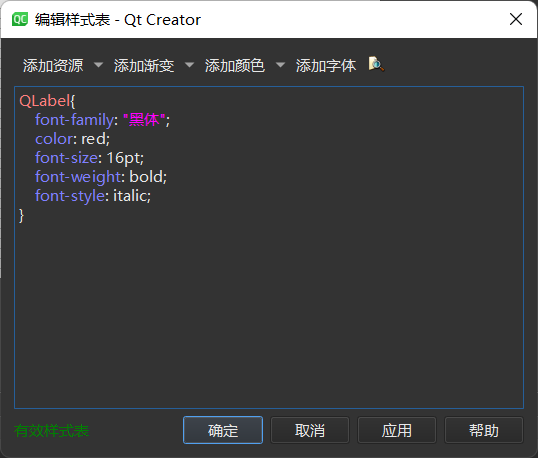 QC 编辑样式表 - Qt Creator
添加资源 添加渐变 添加颜色 添加字体
QLabel{
    font-family: "黑体";
    color: red;
    font-size: 16pt;
    font-weight: bold;
    font-style: italic;
}
有效样式表 确定 取消 应用 帮助